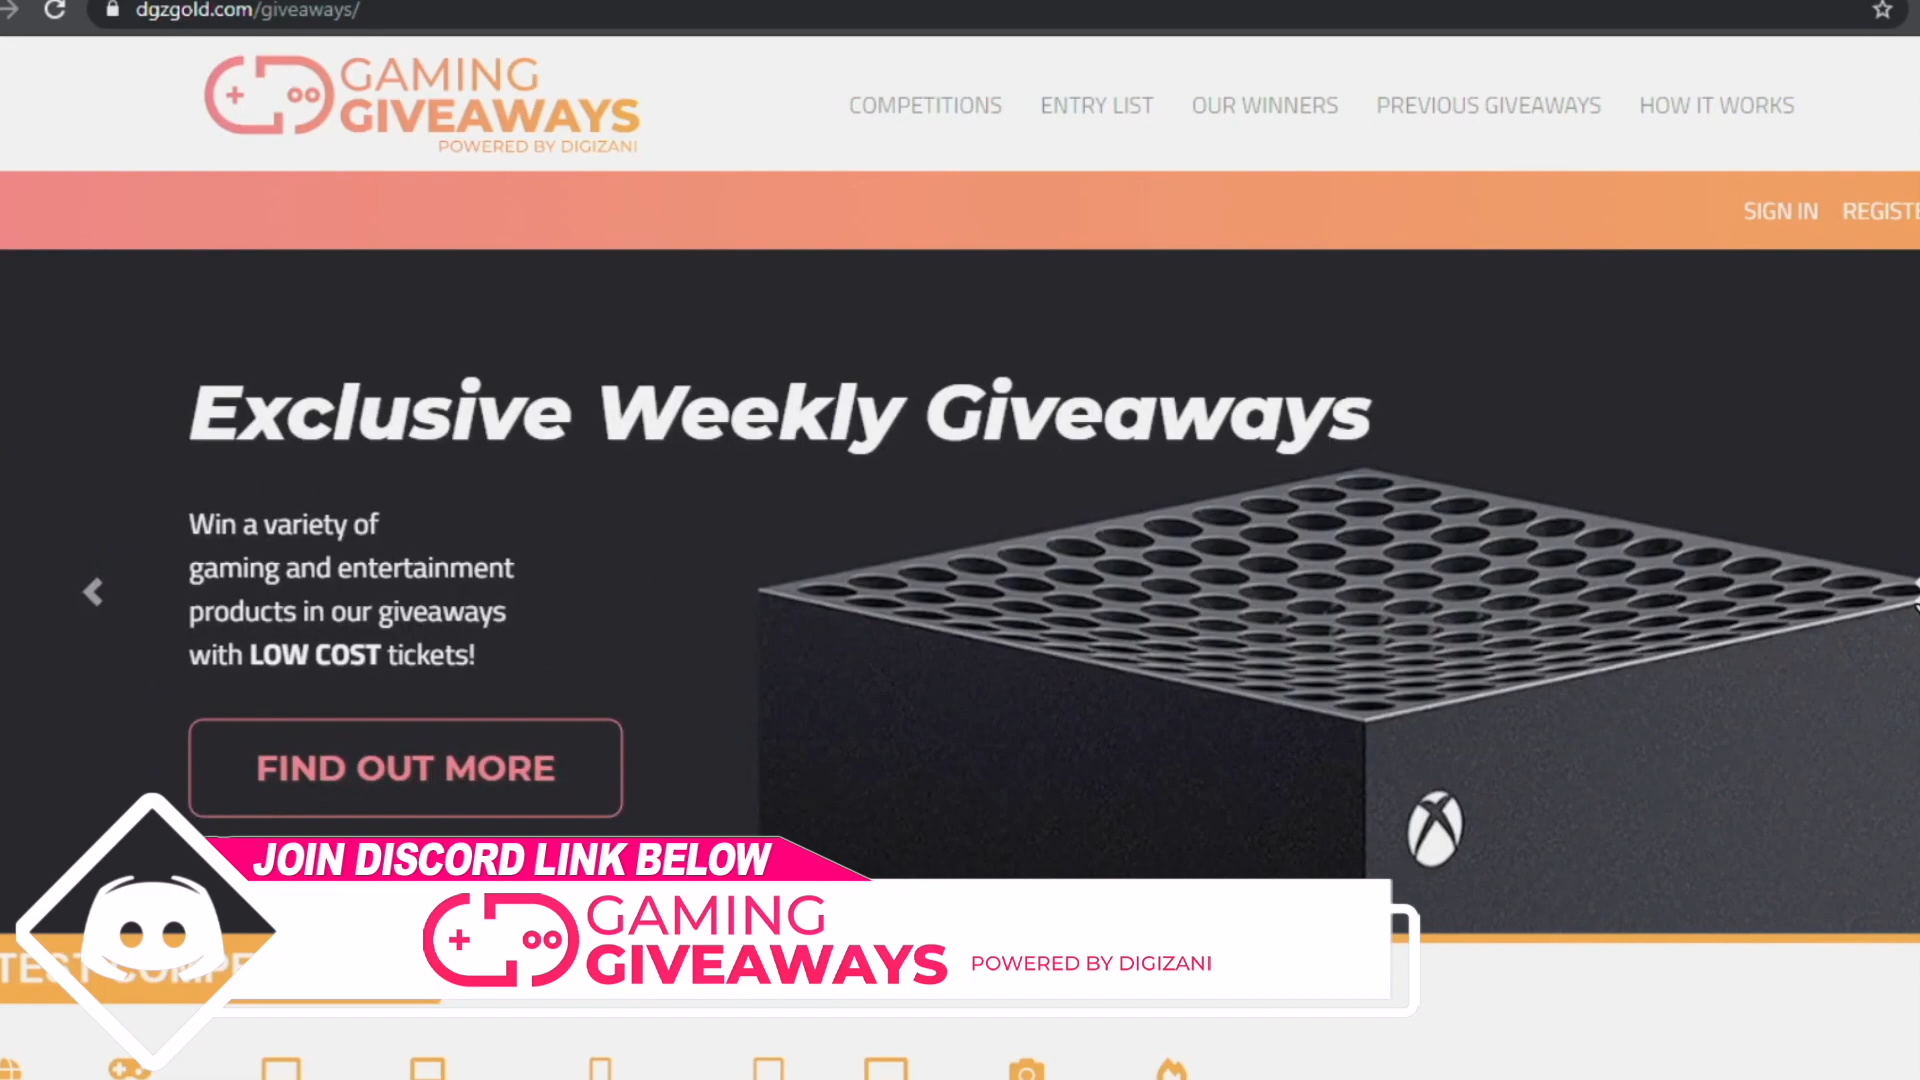 dgzgold.com/giveaways/
GAMING
GIVEAWAYS
POWERED BY DIGIZANI
COMPETITIONS ENTRY LIST OUR WINNERS PREVIOUS GIVEAWAYS HOW IT WORKS
SIGN IN REGISTE
Exclusive Weekly Giveaways
Win a variety of
gaming and entertainment
products in our giveaways
with LOW COST tickets!
FIND OUT MORE
JOIN DISCORD LINK BELOW
GAMING
GIVEAWAYS
POWERED BY DIGIZANI
TEST COMPE